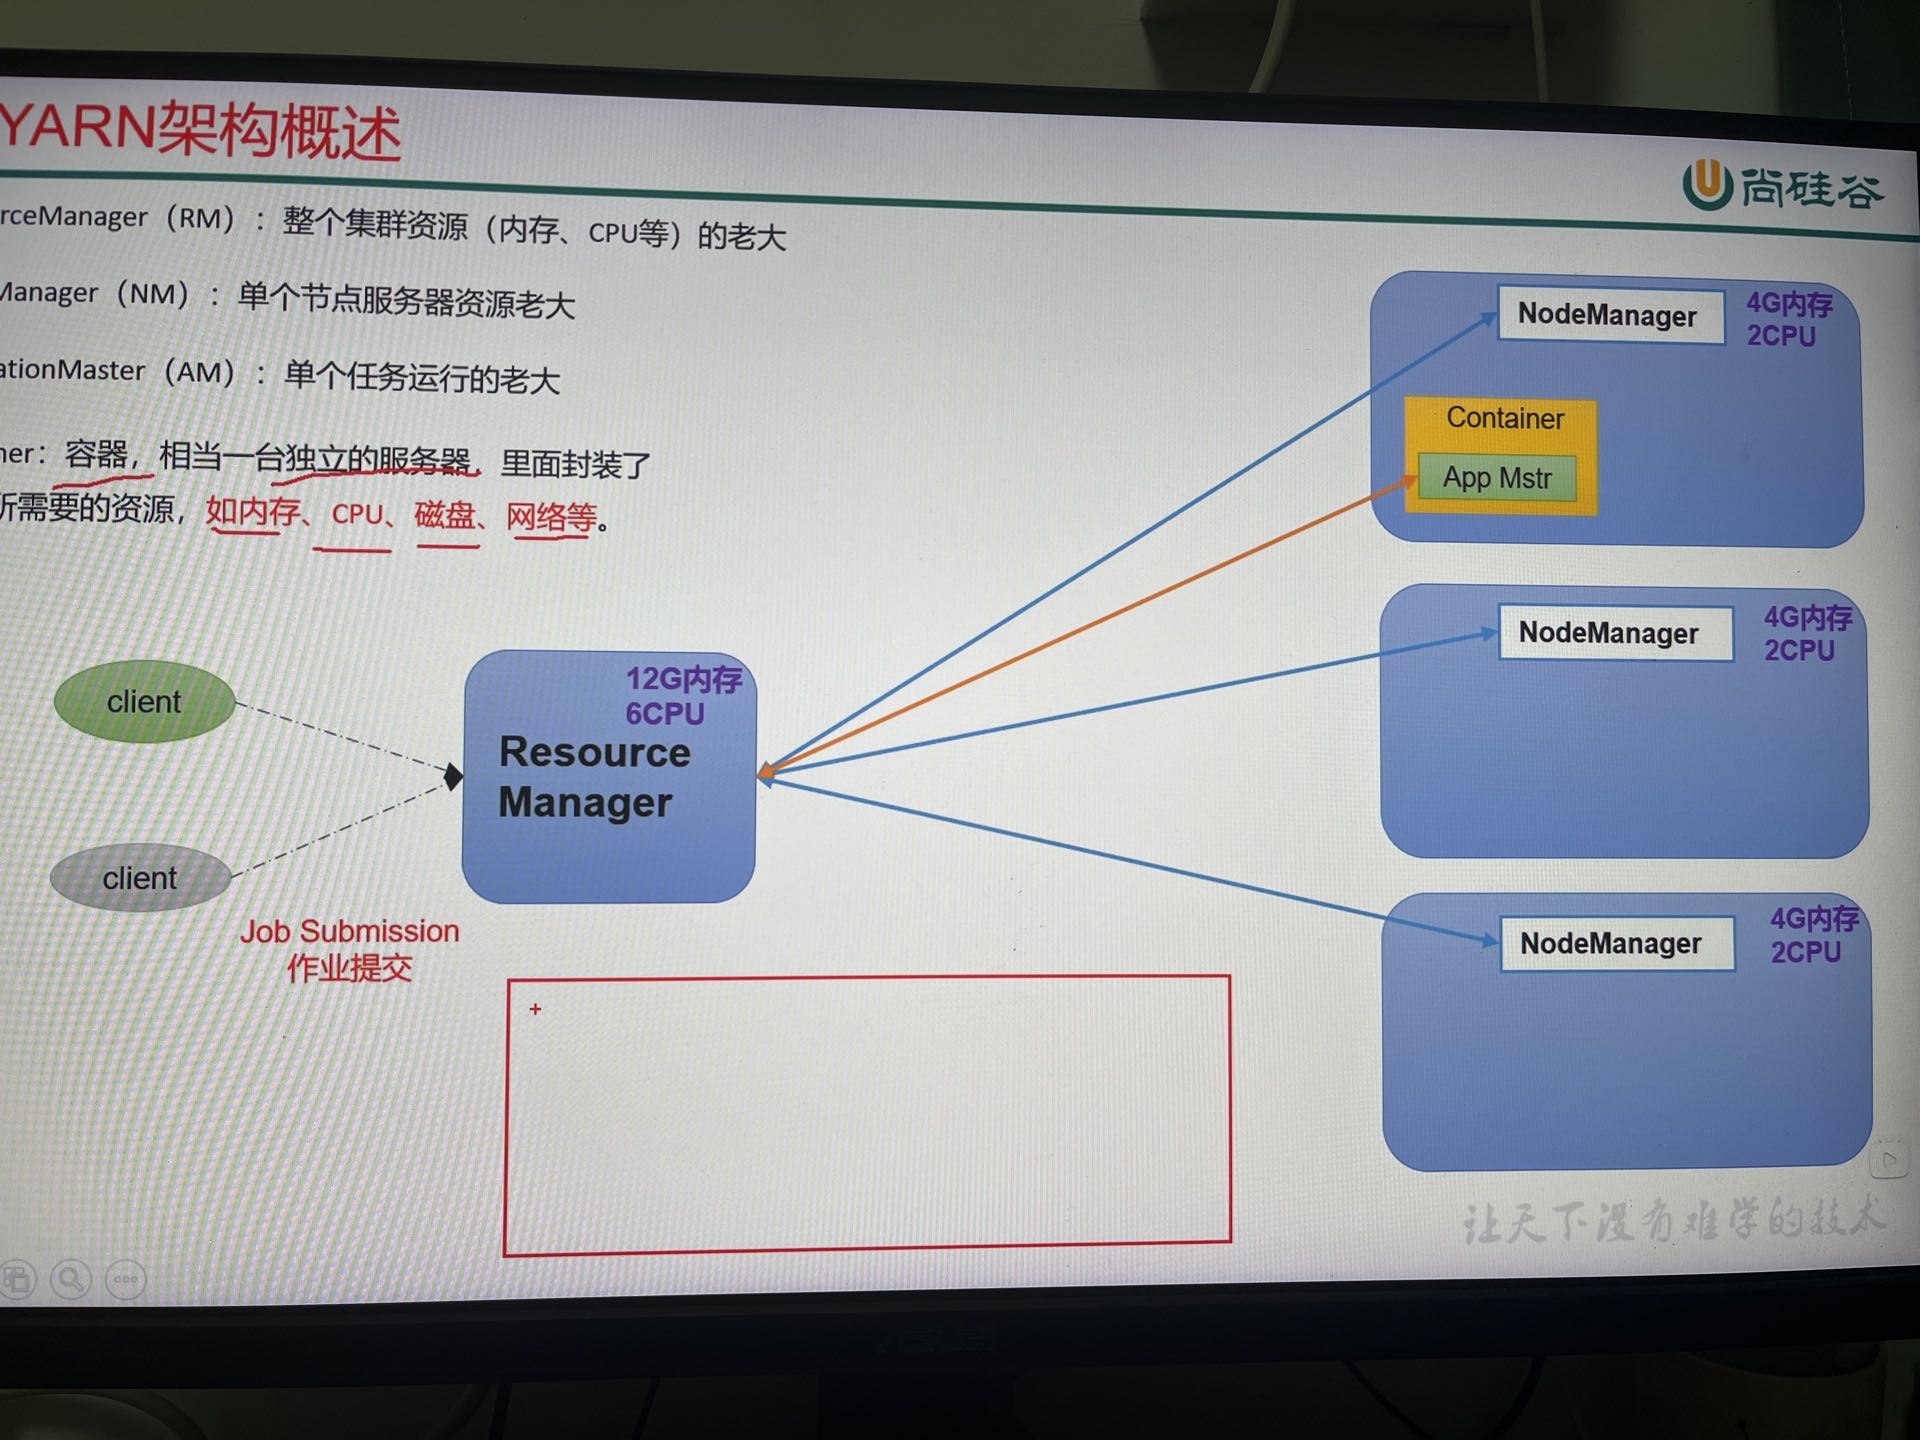 YARN架构概述
尚硅谷
rceManager（RM）：整个集群资源（内存、CPU等）的老大
Manager（NM）：单个节点服务器资源老大
ationMaster（AM）：单个任务运行的老大
ner：容器，相当一台独立的服务器，里面封装了
所需要的资源，如内存、CPU、磁盘、网络等。
NodeManager
4G内存
2CPU
Container
App Mstr
client
12G内存
6CPU
Resource
Manager
NodeManager
4G内存
2CPU
client
Job Submission
作业提交
NodeManager
4G内存
2CPU
让天下没有难学的技术